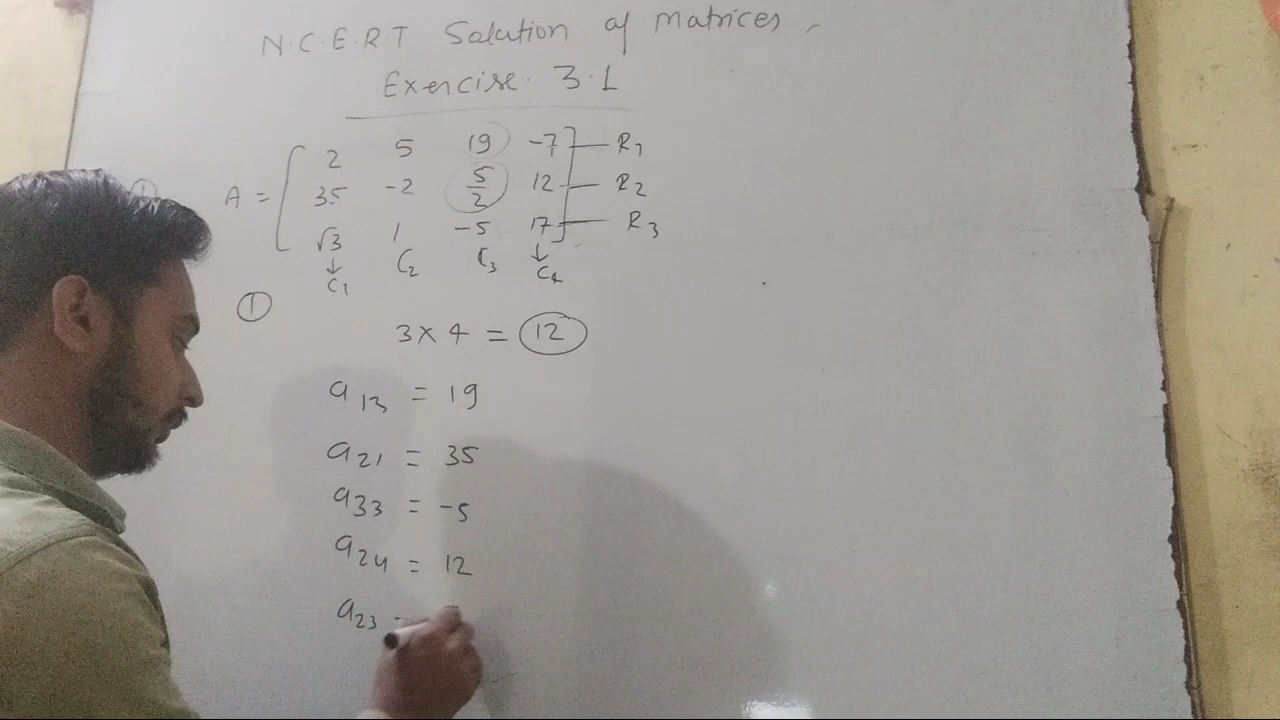 N.C.E.R.T Solution of Matrices
Exercise 3.1
A = [ 2 5 19 -7 ] — R1
35 -2 5/2 12 — R2
√3 1 -5 17 — R3
↓ C1 C2 C3 ↓ C4
①
3 × 4 = 12
a13 = 19
a21 = 35
a33 = -5
a24 = 12
a23